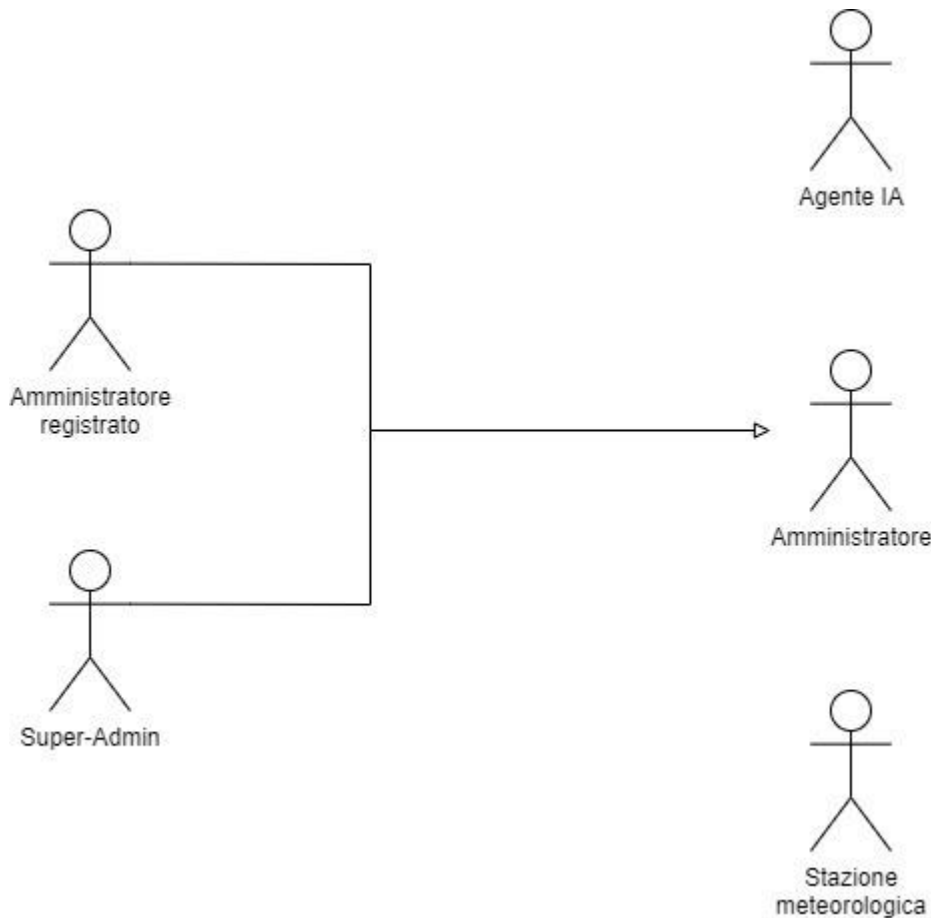 Agente IA
Amministratore
registrato
Amministratore
Super-Admin
Stazione
meteorologica